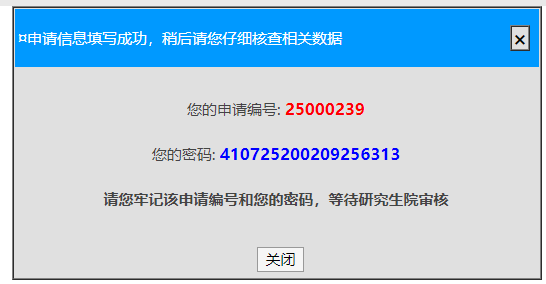 ¤申请信息填写成功，稍后请您仔细核查相关数据
×
您的申请编号: 25000239
您的密码: 410725200209256313
请您牢记该申请编号和您的密码，等待研究生院审核
关闭